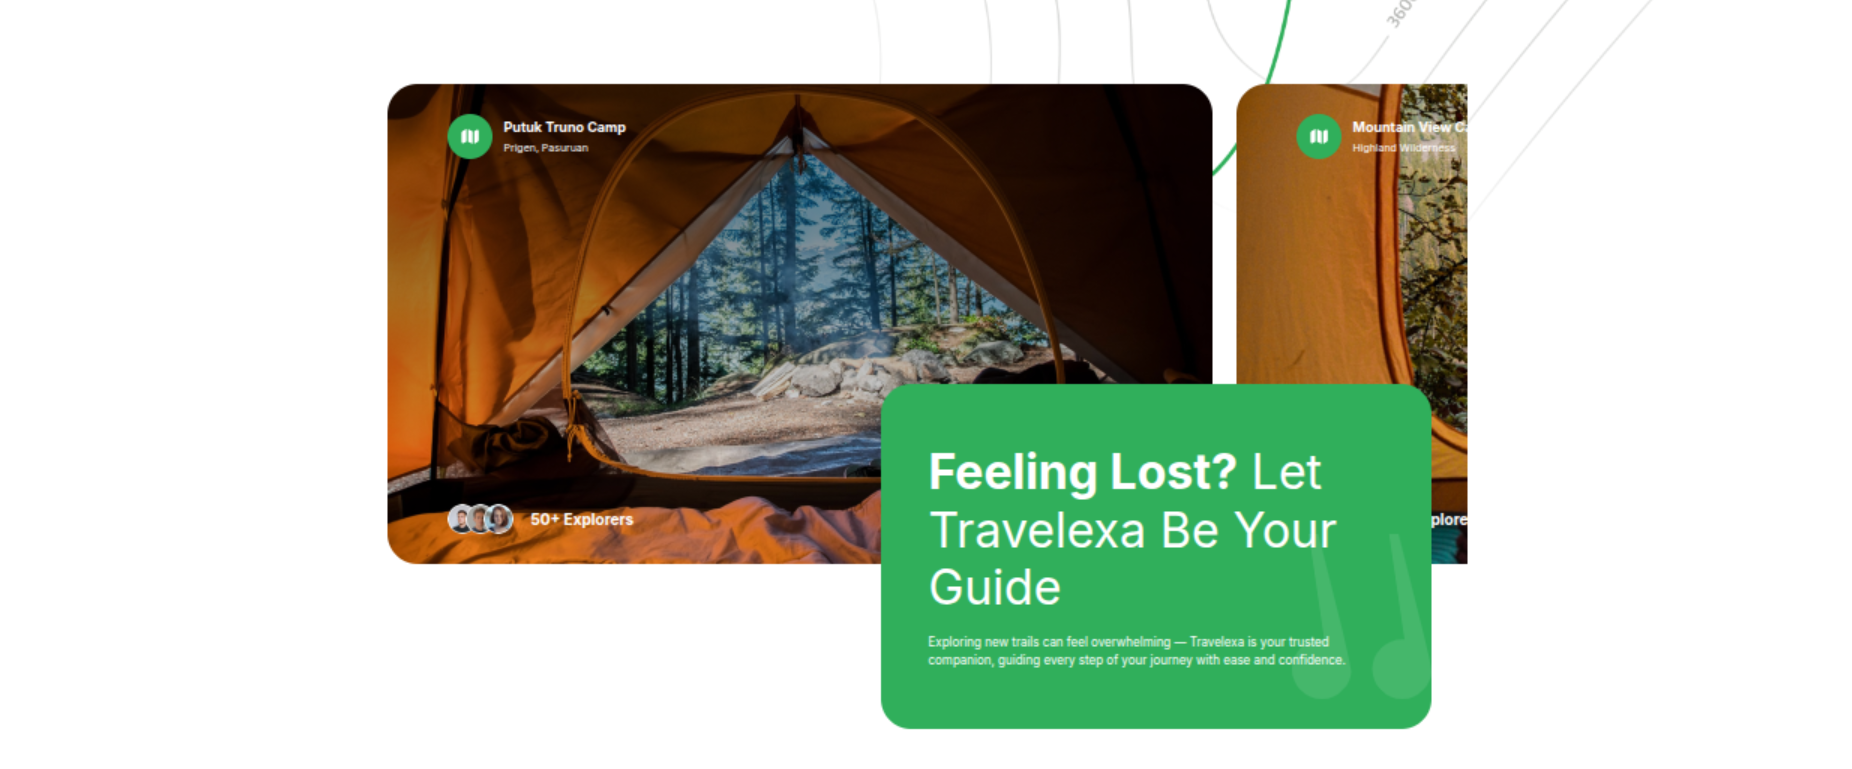 3600
Putuk Truno Camp
Prigen, Pasuruan
Mountain View
Highland Wilderness
50+ Explorers
Feeling Lost? Let
Travelexa Be Your
Guide
Exploring new trails can feel overwhelming — Travelexa is your trusted
companion, guiding every step of your journey with ease and confidence.